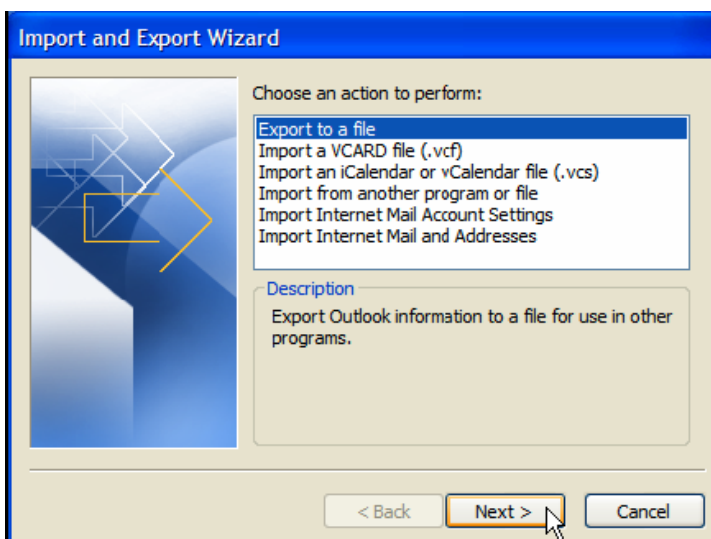 Import and Export Wizard
Choose an action to perform:
Export to a file
Import a VCARD file (.vcf)
Import an iCalendar or vCalendar file (.vcs)
Import from another program or file
Import Internet Mail Account Settings
Import Internet Mail and Addresses
Description
Export Outlook information to a file for use in other
programs.
< Back
Next >
Cancel